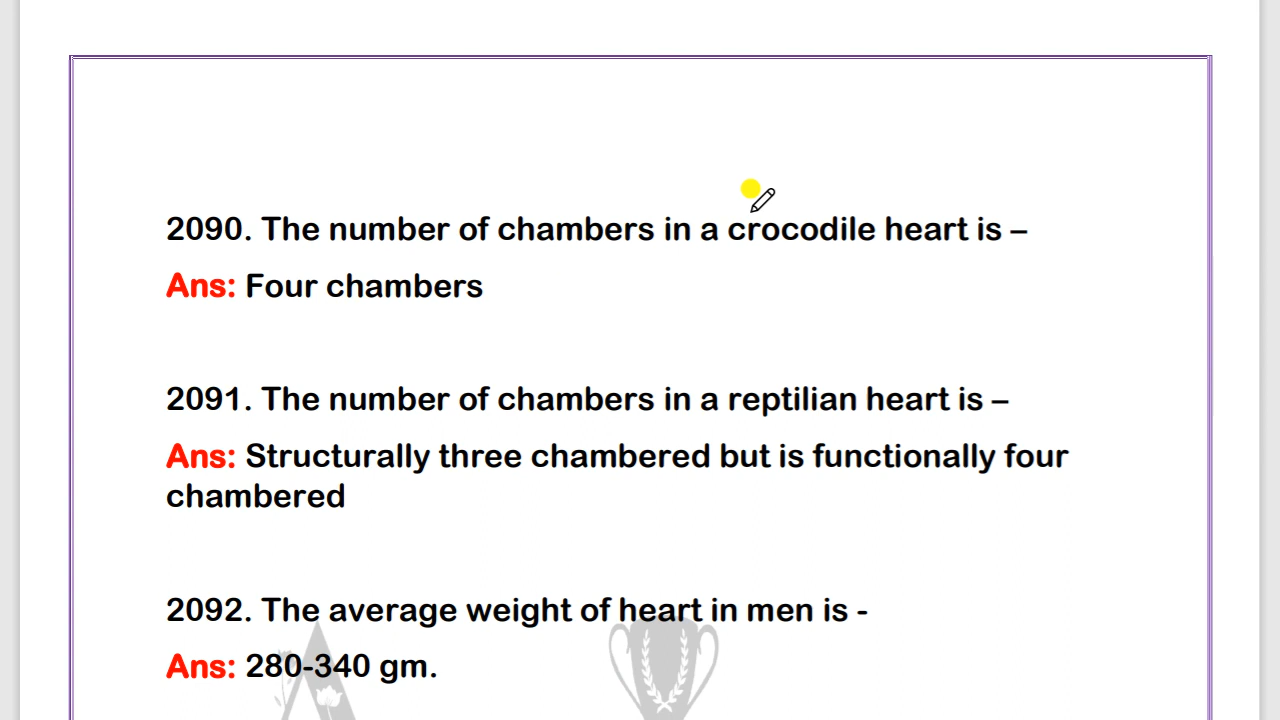 2090. The number of chambers in a crocodile heart is –
Ans: Four chambers
2091. The number of chambers in a reptilian heart is –
Ans: Structurally three chambered but is functionally four
chambered
2092. The average weight of heart in men is -
Ans: 280-340 gm.